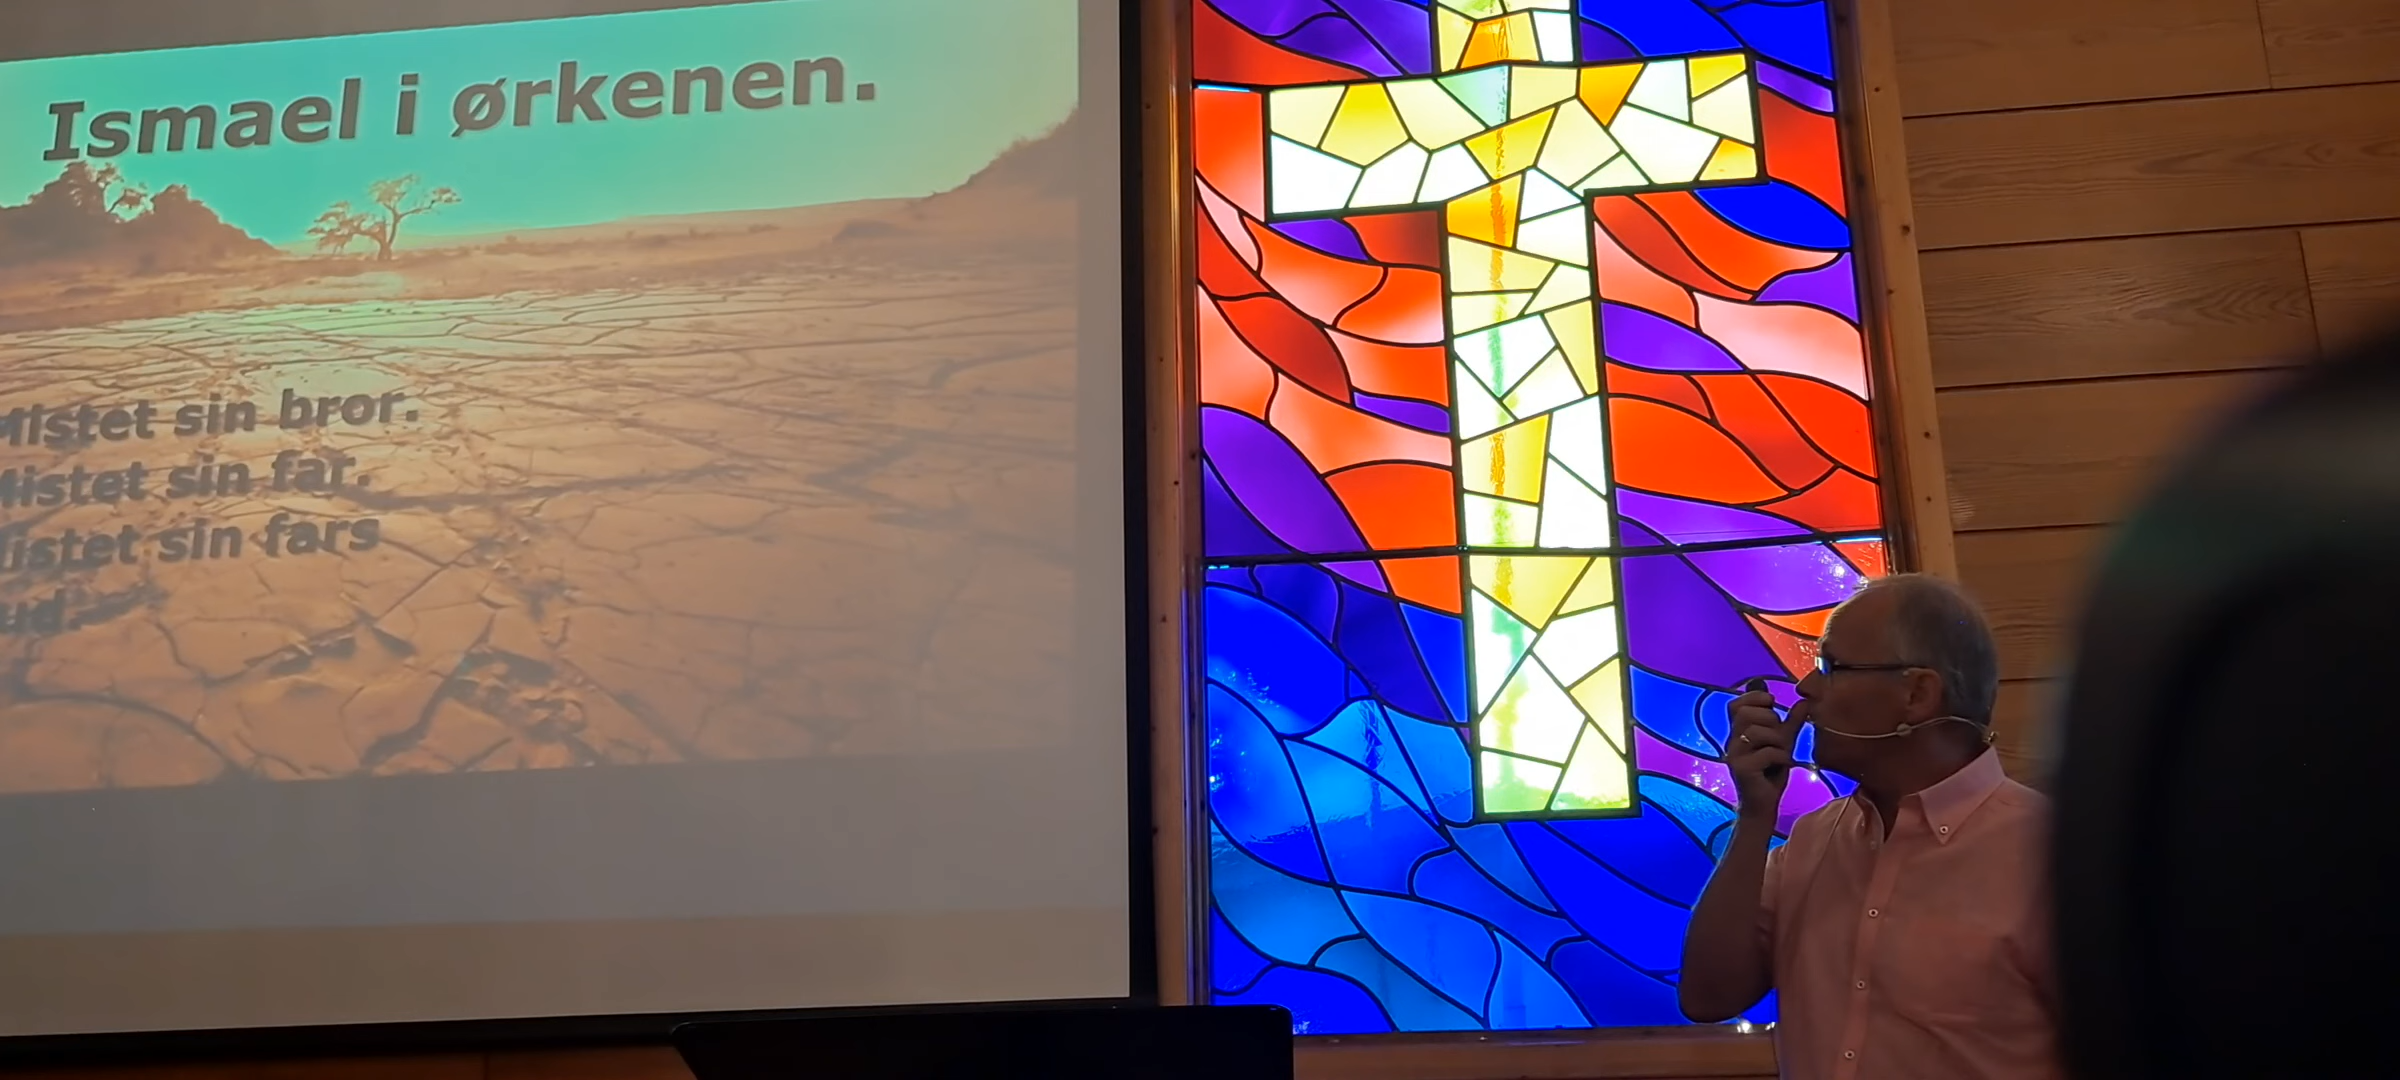 Ismael i ørkenen.
Mistet sin bror.
Mistet sin far.
istet sin fars
ud.